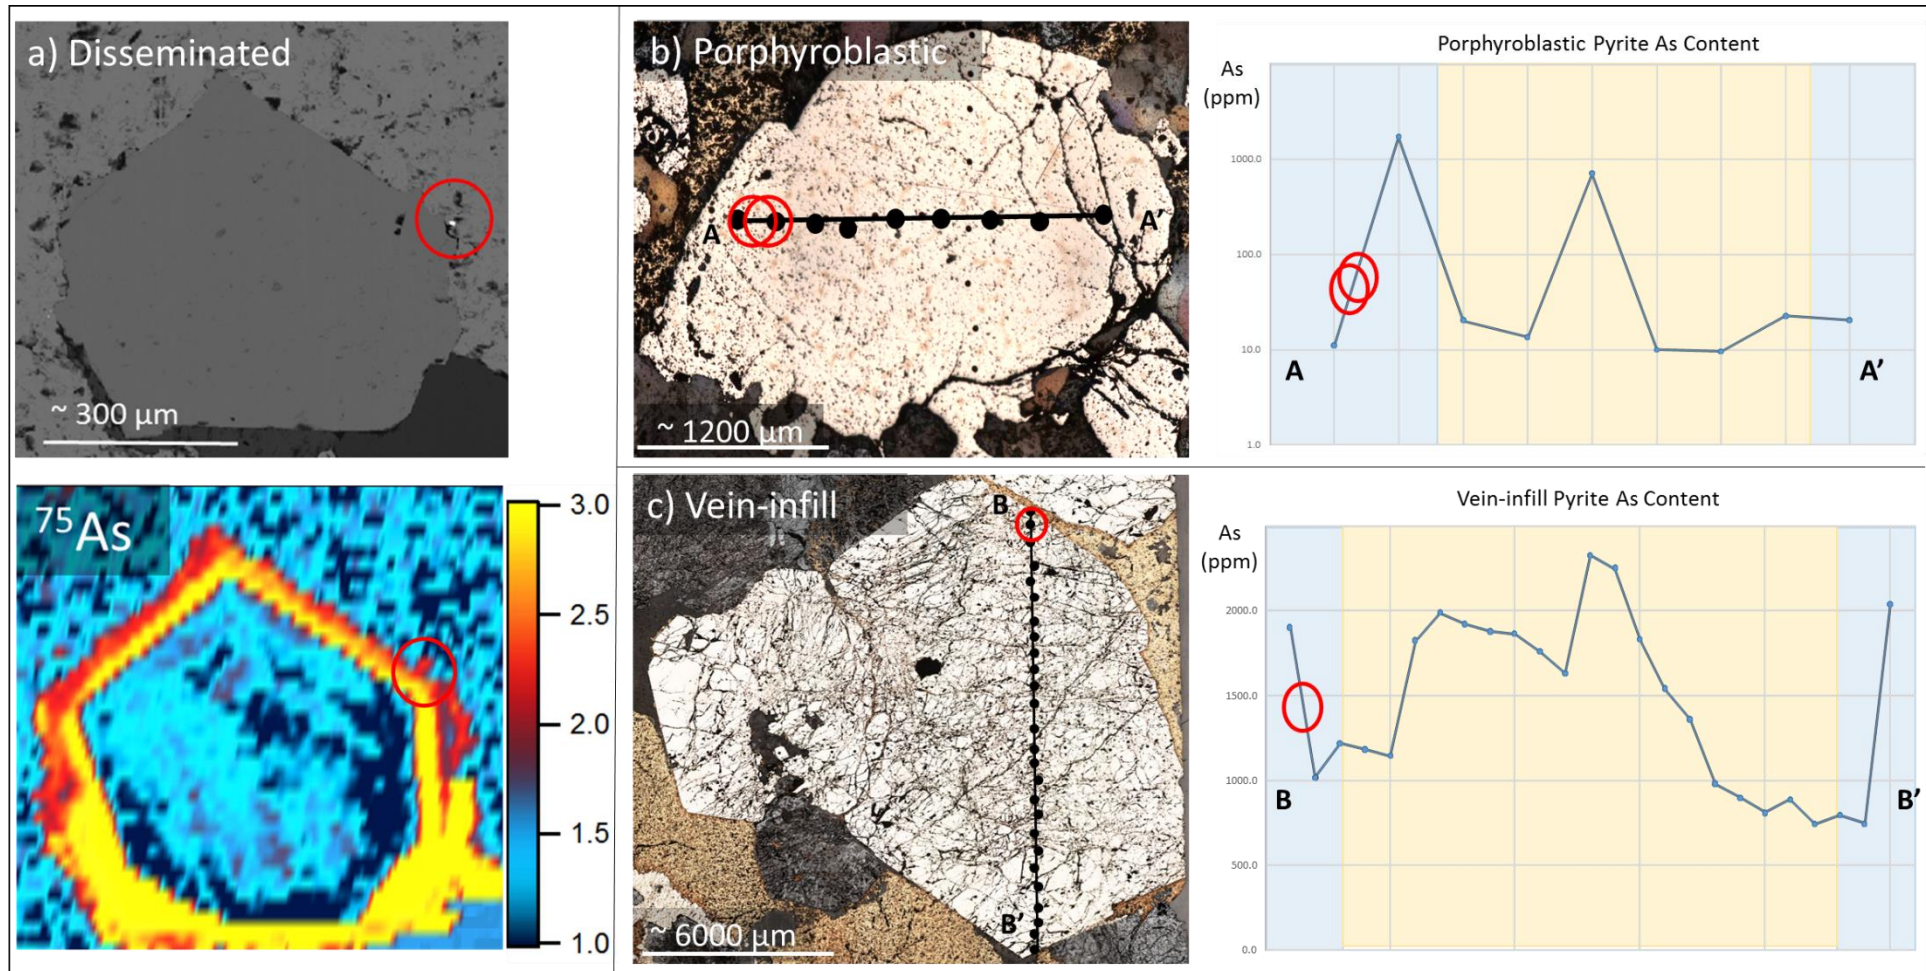 a) Disseminated
~ 300 µm
⁷⁵As
3.0
2.5
2.0
1.5
1.0
b) Porphyroblastic
A
A'
~ 1200 µm
Porphyroblastic Pyrite As Content
As
(ppm)
1000.0
100.0
10.0
1.0
A
A'
c) Vein-infill
B
B'
~ 6000 µm
Vein-infill Pyrite As Content
As
(ppm)
2000.0
1500.0
1000.0
500.0
0.0
B
B'